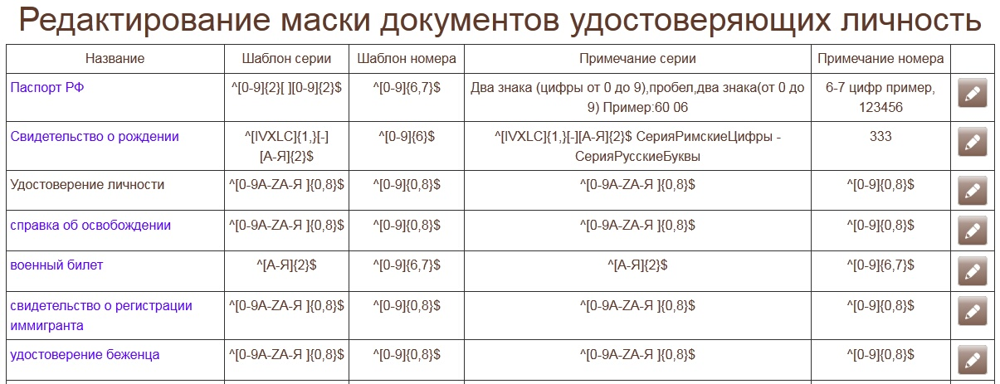 Редактирование маски документов удостоверяющих личность
Название Шаблон серии Шаблон номера Примечание серии Примечание номера
Паспорт РФ ^[0-9]{2}[ ][0-9]{2}$ ^[0-9]{6,7}$ Два знака (цифры от 0 до 9),пробел,два знака(от 0 до 6-7 цифр пример,
9) Пример:60 06 123456
Свидетельство о рождении ^[IVXLC]{1,}[-] ^[0-9]{6}$ ^[IVXLC]{1,}[-][А-Я]{2}$ СерияРимскиеЦифры - 333
[А-Я]{2}$ СерияРусскиеБуквы
Удостоверение личности ^[0-9A-ZА-Я ]{0,8}$ ^[0-9]{0,8}$ ^[0-9A-ZА-Я ]{0,8}$ ^[0-9]{0,8}$
справка об освобождении ^[0-9A-ZА-Я ]{0,8}$ ^[0-9]{0,8}$ ^[0-9A-ZА-Я ]{0,8}$ ^[0-9]{0,8}$
военный билет ^[А-Я]{2}$ ^[0-9]{6,7}$ ^[А-Я]{2}$ ^[0-9]{6,7}$
свидетельство о регистрации ^[0-9A-ZА-Я ]{0,8}$ ^[0-9]{0,8}$ ^[0-9A-ZА-Я ]{0,8}$ ^[0-9]{0,8}$
иммигранта
удостоверение беженца ^[0-9A-ZА-Я ]{0,8}$ ^[0-9]{0,8}$ ^[0-9A-ZА-Я ]{0,8}$ ^[0-9]{0,8}$